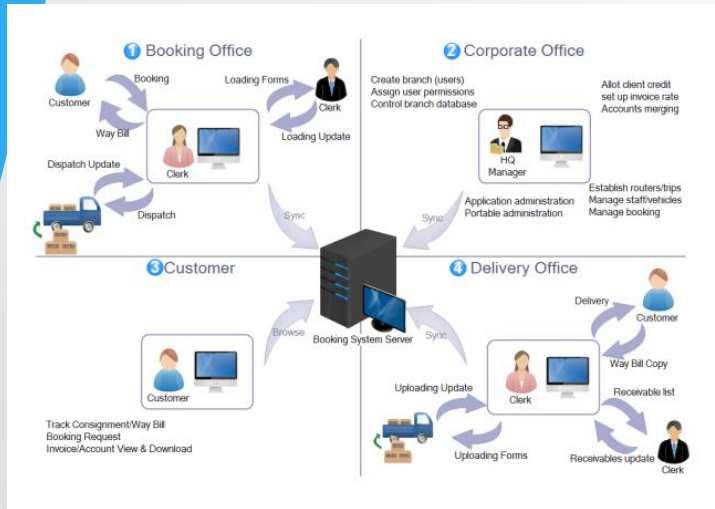 1 Booking Office
Booking
Customer
Way Bill
Loading Forms
Clerk
Loading Update
Clerk
Dispatch Update
Dispatch
Sync
2 Corporate Office
Create branch (users)
Assign user permissions
Control branch database
Allot client credit
set up invoice rate
Accounts merging
HQ
Manager
Application administration
Portable administration
Establish routers/trips
Manage staff/vehicles
Manage booking
Sync
3 Customer
Browse
Booking System Server
Customer
Track Consignment/Way Bill
Booking Request
Invoice/Account View & Download
4 Delivery Office
Sync
Delivery
Customer
Way Bill Copy
Clerk
Uploading Update
Uploading Forms
Receivable list
Receivables update
Clerk